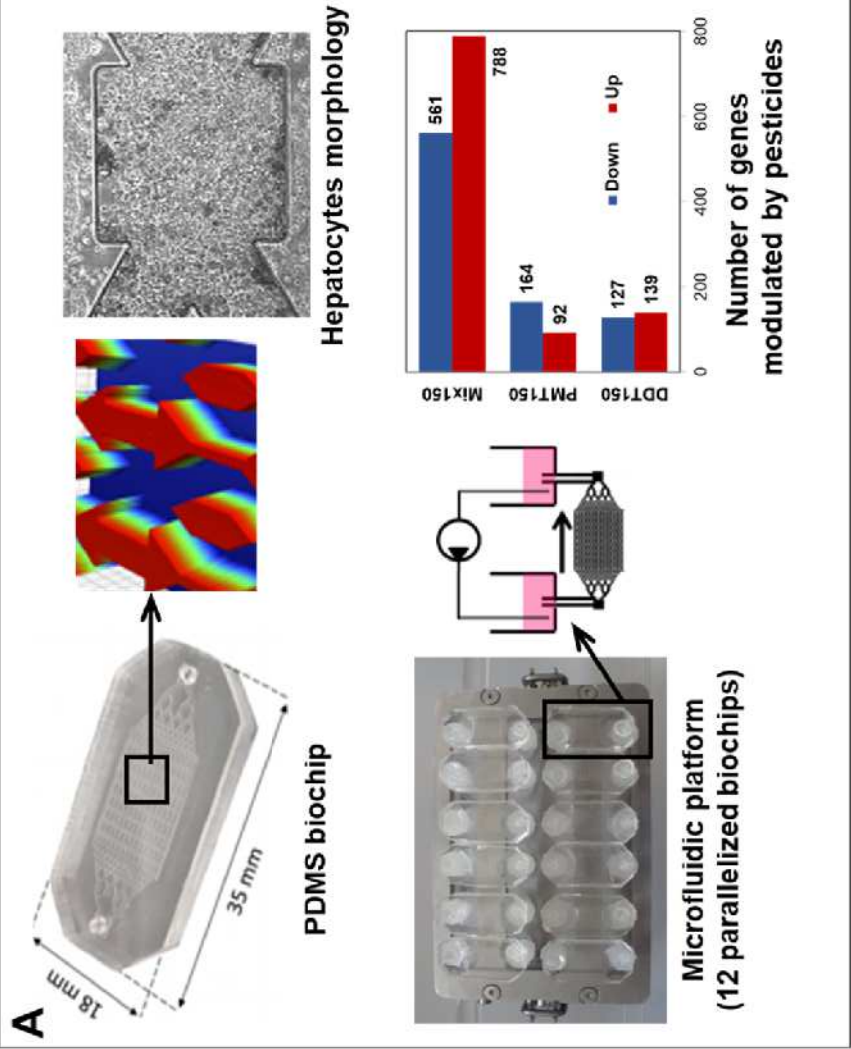 A
18 mm
35 mm
PDMS biochip
Hepatocytes morphology
Microfluidic platform
(12 parallelized biochips)
Mix150
PMT150
DDT150
561
788
164
92
127
139
Down
Up
0
200
400
600
800
Number of genes
modulated by pesticides